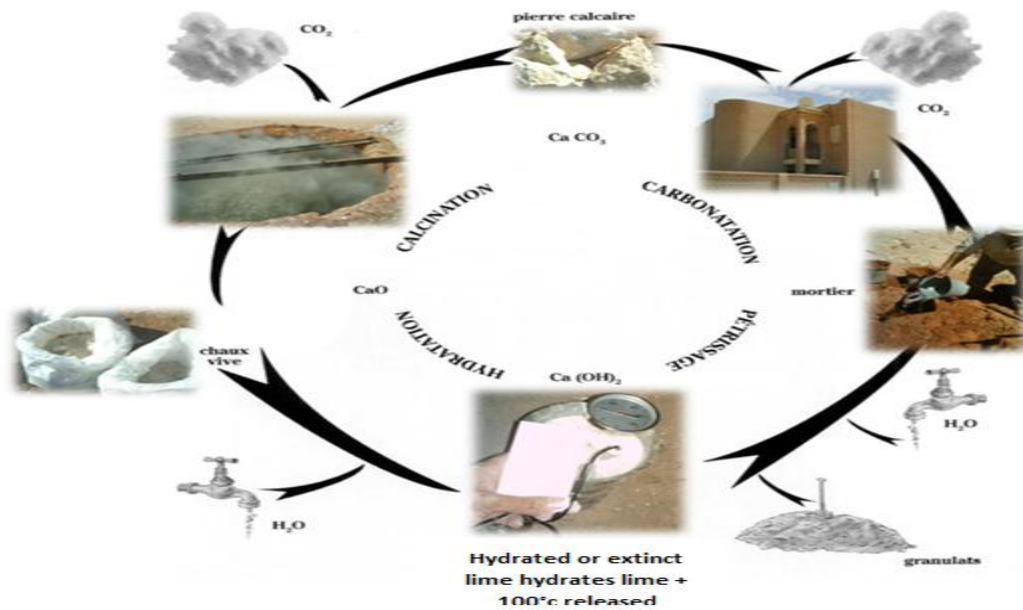 pierre calcaire
CO₂
CO₂
Ca CO₃
CALCINATION
CARBONATATION
CaO
mortier
chaux
vive
HYDRATATION
PÉTRISSAGE
Ca (OH)₂
H₂O
H₂O
granulats
Hydrated or extinct
lime hydrates lime +
100°c released